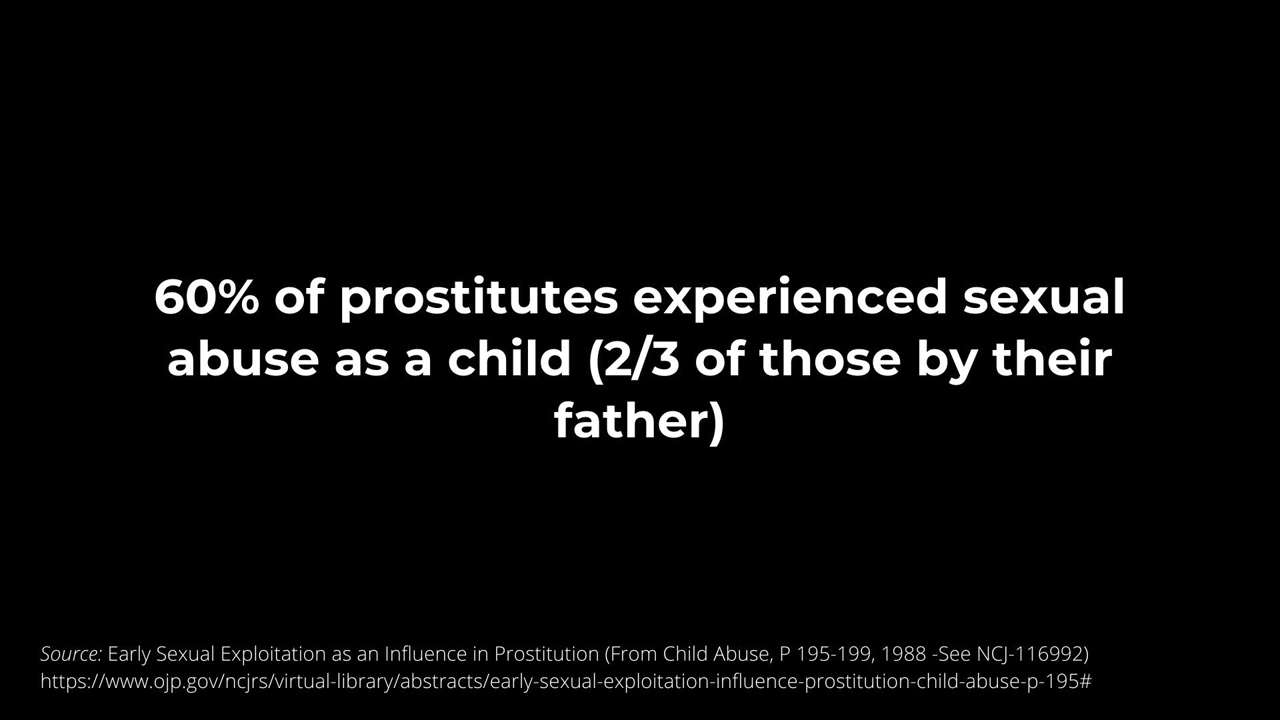 60% of prostitutes experienced sexual
abuse as a child (2/3 of those by their
father)
Source: Early Sexual Exploitation as an Influence in Prostitution (From Child Abuse, P 195-199, 1988 -See NCJ-116992)
https://www.ojp.gov/ncjrs/virtual-library/abstracts/early-sexual-exploitation-influence-prostitution-child-abuse-p-195#